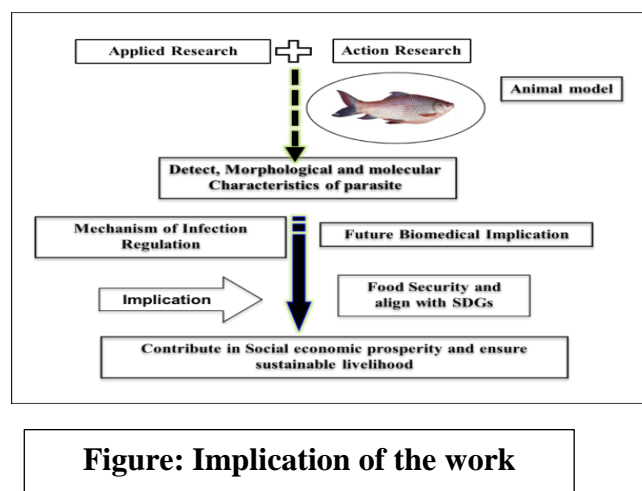 Applied Research
Action Research
Animal model
Detect, Morphological and molecular
Characteristics of parasite
Mechanism of Infection
Regulation
Future Biomedical Implication
Implication
Food Security and
align with SDGs
Contribute in Social economic prosperity and ensure
sustainable livelihood
Figure: Implication of the work